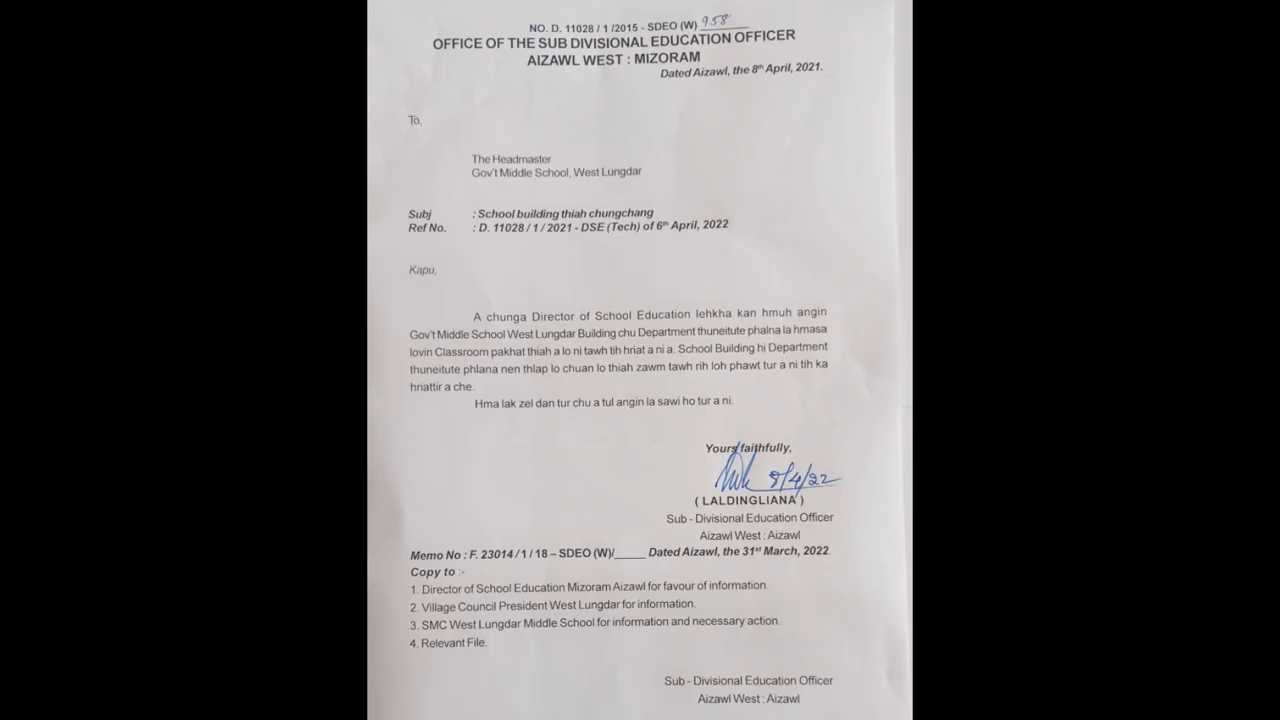 NO. D. 11028 / 1 /2015 - SDEO (W) 958
OFFICE OF THE SUB DIVISIONAL EDUCATION OFFICER
AIZAWL WEST : MIZORAM
Dated Aizawl, the 8th April, 2021.
To,
The Headmaster
Gov't Middle School, West Lungdar
Subj : School building thiah chungchang
Ref No. : D. 11028 / 1 / 2021 - DSE (Tech) of 6th April, 2022
Kapu,
A chunga Director of School Education lehkha kan hmuh angin
Gov't Middle School West Lungdar Building chu Department thuneitute phalna la hmasa
lovin Classroom pakhat thiah a lo ni tawh tih hriat a ni a. School Building hi Department
thuneitute phlana nen thlap lo chuan lo thiah zawm tawh rih loh phawt tur a ni tih ka
hriattir a che.
Hma lak zel dan tur chu a tul angin la sawi ho tur a ni.
Yours faithfully,
8/4/22
( LALDINGLIANA )
Sub - Divisional Education Officer
Aizawl West : Aizawl
Memo No : F. 23014 / 1 / 18 – SDEO (W)/_____ Dated Aizawl, the 31st March, 2022.
Copy to :-
1. Director of School Education Mizoram Aizawl for favour of information.
2. Village Council President West Lungdar for information.
3. SMC West Lungdar Middle School for information and necessary action.
4. Relevant File.
Sub - Divisional Education Officer
Aizawl West : Aizawl